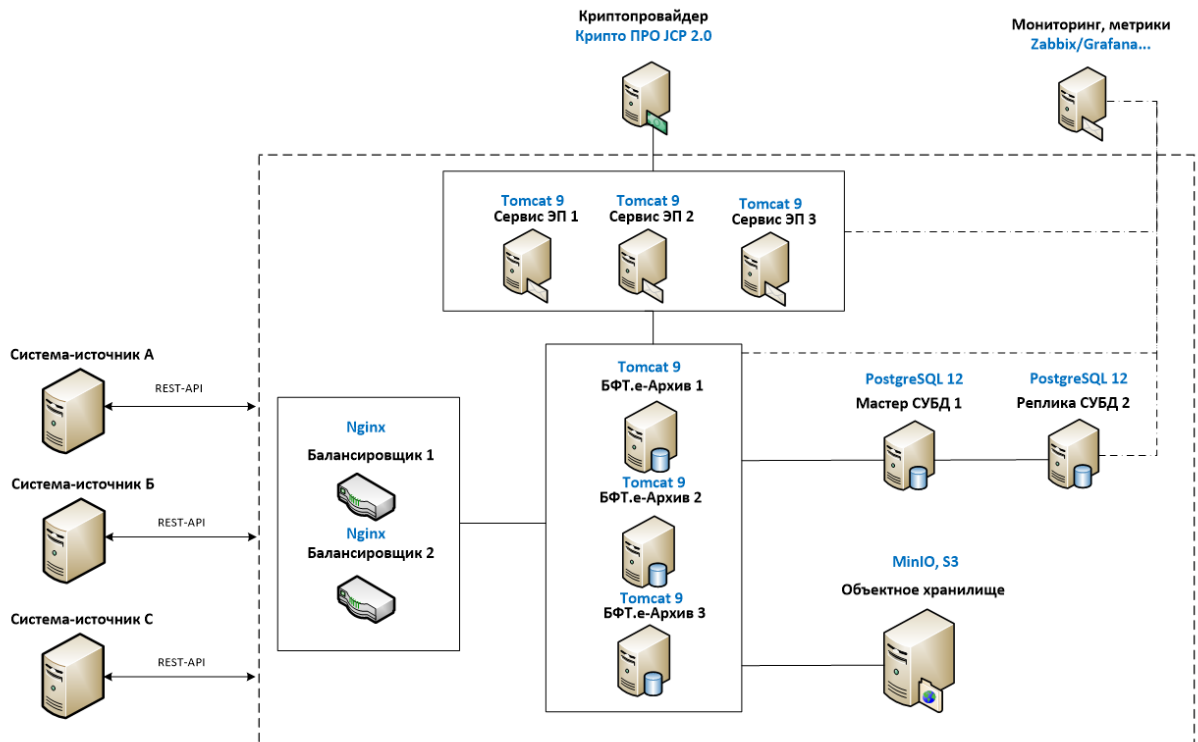 Криптопровайдер
Крипто ПРО JCP 2.0
Мониторинг, метрики
Zabbix/Grafana...
Tomcat 9
Сервис ЭП 1
Tomcat 9
Сервис ЭП 2
Tomcat 9
Сервис ЭП 3
Система-источник А
REST-API
Система-источник Б
REST-API
Система-источник С
REST-API
Nginx
Балансировщик 1
Nginx
Балансировщик 2
Tomcat 9
БФТ.е-Архив 1
Tomcat 9
БФТ.е-Архив 2
Tomcat 9
БФТ.е-Архив 3
PostgreSQL 12
Мастер СУБД 1
PostgreSQL 12
Реплика СУБД 2
MinIO, S3
Объектное хранилище